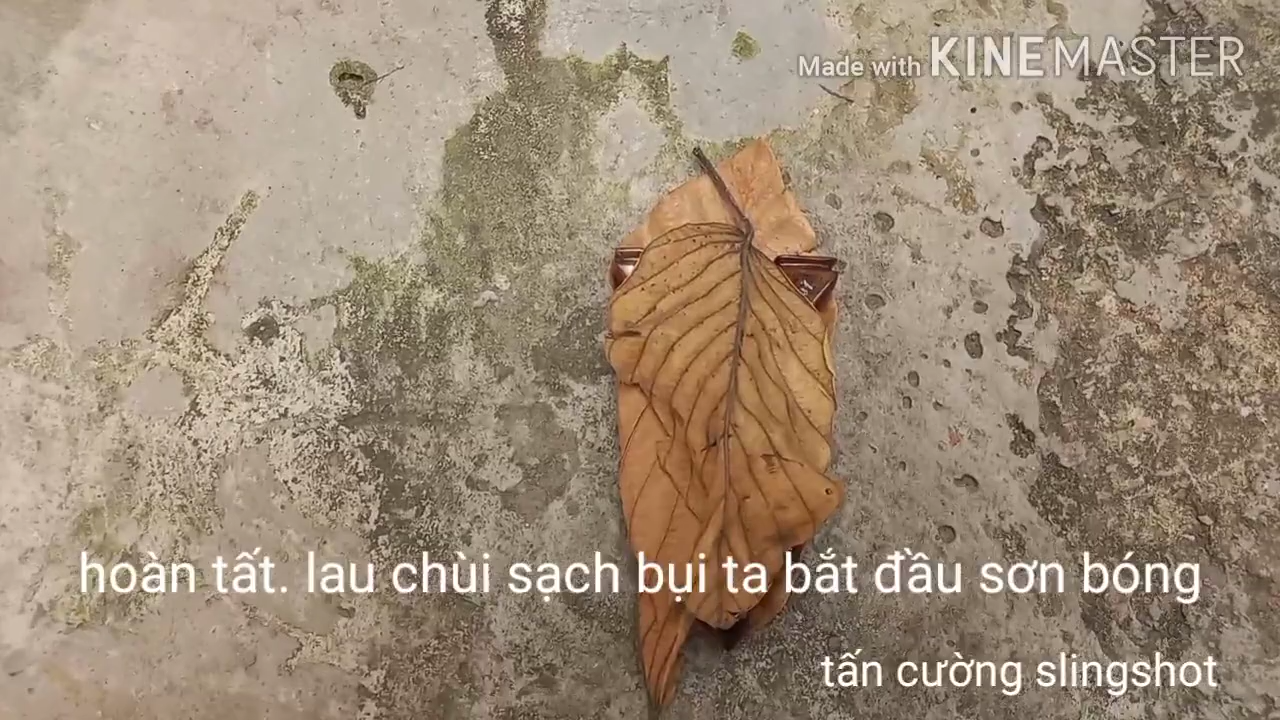 Made with KINEMASTER
hoàn tất. lau chùi sạch bụi ta bắt đầu sơn bóng
tấn cường slingshot